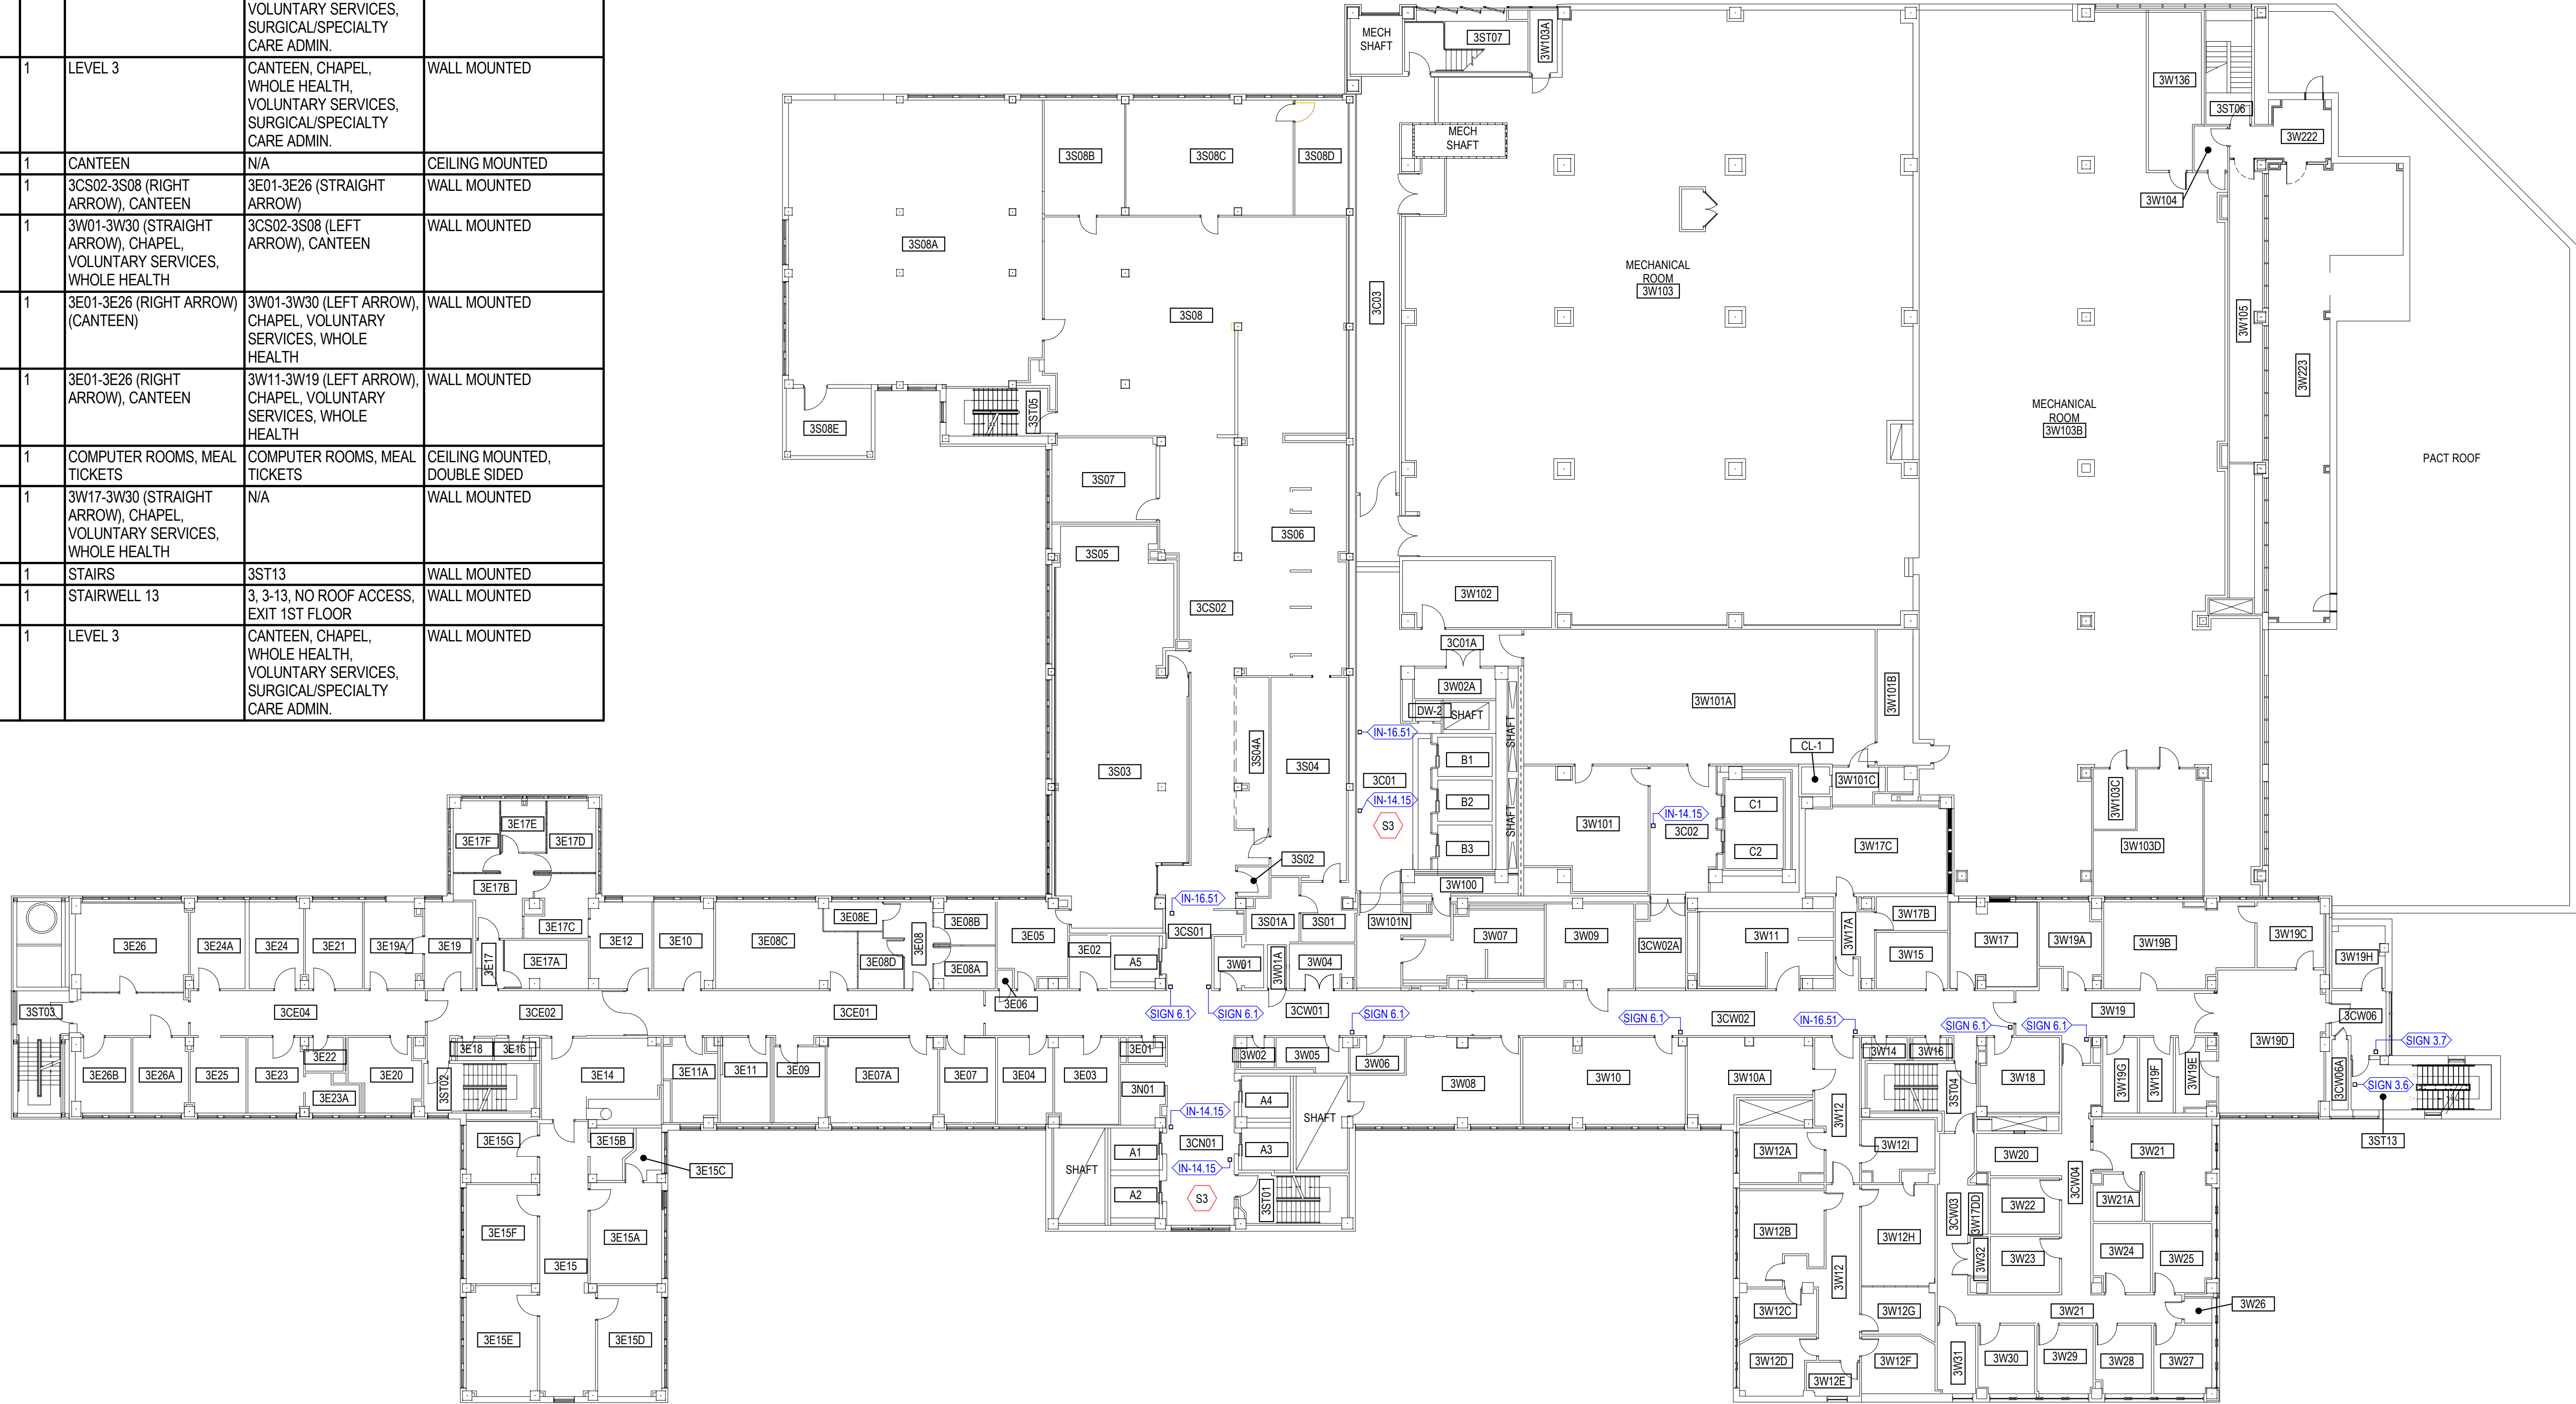 VOLUNTARY SERVICES,
SURGICAL/SPECIALTY
CARE ADMIN.
1
LEVEL 3
CANTEEN, CHAPEL,
WHOLE HEALTH,
VOLUNTARY SERVICES,
SURGICAL/SPECIALTY
CARE ADMIN.
WALL MOUNTED
1
CANTEEN
N/A
CEILING MOUNTED
1
3CS02-3S08 (RIGHT
ARROW), CANTEEN
3E01-3E26 (STRAIGHT
ARROW)
WALL MOUNTED
1
3W01-3W30 (STRAIGHT
ARROW), CHAPEL,
VOLUNTARY SERVICES,
WHOLE HEALTH
3CS02-3S08 (LEFT
ARROW), CANTEEN
WALL MOUNTED
1
3E01-3E26 (RIGHT ARROW)
(CANTEEN)
3W01-3W30 (LEFT ARROW),
CHAPEL, VOLUNTARY
SERVICES, WHOLE
HEALTH
WALL MOUNTED
1
3E01-3E26 (RIGHT
ARROW), CANTEEN
3W11-3W19 (LEFT ARROW),
CHAPEL, VOLUNTARY
SERVICES, WHOLE
HEALTH
WALL MOUNTED
1
COMPUTER ROOMS, MEAL
TICKETS
COMPUTER ROOMS, MEAL
TICKETS
CEILING MOUNTED,
DOUBLE SIDED
1
3W17-3W30 (STRAIGHT
ARROW), CHAPEL,
VOLUNTARY SERVICES,
WHOLE HEALTH
N/A
WALL MOUNTED
1
STAIRS
3ST13
WALL MOUNTED
1
STAIRWELL 13
3, 3-13, NO ROOF ACCESS,
EXIT 1ST FLOOR
WALL MOUNTED
1
LEVEL 3
CANTEEN, CHAPEL,
WHOLE HEALTH,
VOLUNTARY SERVICES,
SURGICAL/SPECIALTY
CARE ADMIN.
WALL MOUNTED
MECH
SHAFT
3ST07
3W103A
MECH
SHAFT
3W136
3ST06
3W222
3W104
3S08B
3S08C
3S08D
3S08A
3S08
3C03
MECHANICAL
ROOM
3W103
3W105
3W223
3S08E
3ST05
MECHANICAL
ROOM
3W103B
PACT ROOF
3S07
3S05
3S06
3CS02
3W102
3C01A
3W02A
DW-2
SHAFT
SHAFT
3W101A
3W101B
IN-16.51
3S04A
3S03
3S04
3C01
B1
B2
B3
IN-14.15
S3
SHAFT
CL-1
3W101C
3W101
IN-14.15
3C02
C1
C2
3W17C
3W103C
3W103D
3E17E
3E17F
3E17D
3E17B
3S02
3W100
IN-16.51
3E26
3E24A
3E24
3E21
3E19A
3E19
3E17
3E17C
3E17A
3E12
3E10
3E08C
3E08E
3E08D
3E08
3E08B
3E08A
3E05
3E02
3E06
A5
3CS01
3S01A
3S01
3W01
3W01A
3W04
3W101N
3W07
3W09
3CW02A
3W11
3W17A
3W17B
3W15
3W17
3W19A
3W19B
3W19C
3W19H
3ST03
3CE04
3CE02
3CE01
SIGN 6.1
SIGN 6.1
3CW01
SIGN 6.1
SIGN 6.1
3CW02
IN-16.51
SIGN 6.1
SIGN 6.1
3W19
3W19D
3CW06
SIGN 3.7
3E26B
3E26A
3E25
3E23
3E22
3E23A
3E20
3E18
3E16
3ST02
3E14
3E11A
3E11
3E09
3E07A
3E07
3E04
3E03
3E01
3N01
3W02
3W05
3W06
3W08
3W10
3W10A
3W12
3W14
3W16
3ST04
3W18
3W19G
3W19F
3W19E
3CW06A
SIGN 3.6
3ST13
3E15G
3E15B
3E15C
3E15F
3E15A
3E15
3E15E
3E15D
SHAFT
A1
A2
IN-14.15
3CN01
IN-14.15
S3
A4
A3
SHAFT
3ST01
3W12A
3W12I
3W12B
3W12H
3W12
3W12C
3W12G
3W12D
3W12F
3W12E
3W20
3CW03
3W17DD
3W22
3W32
3W23
3CW04
3W21
3W21A
3W24
3W25
3W21
3W26
3W31
3W30
3W29
3W28
3W27